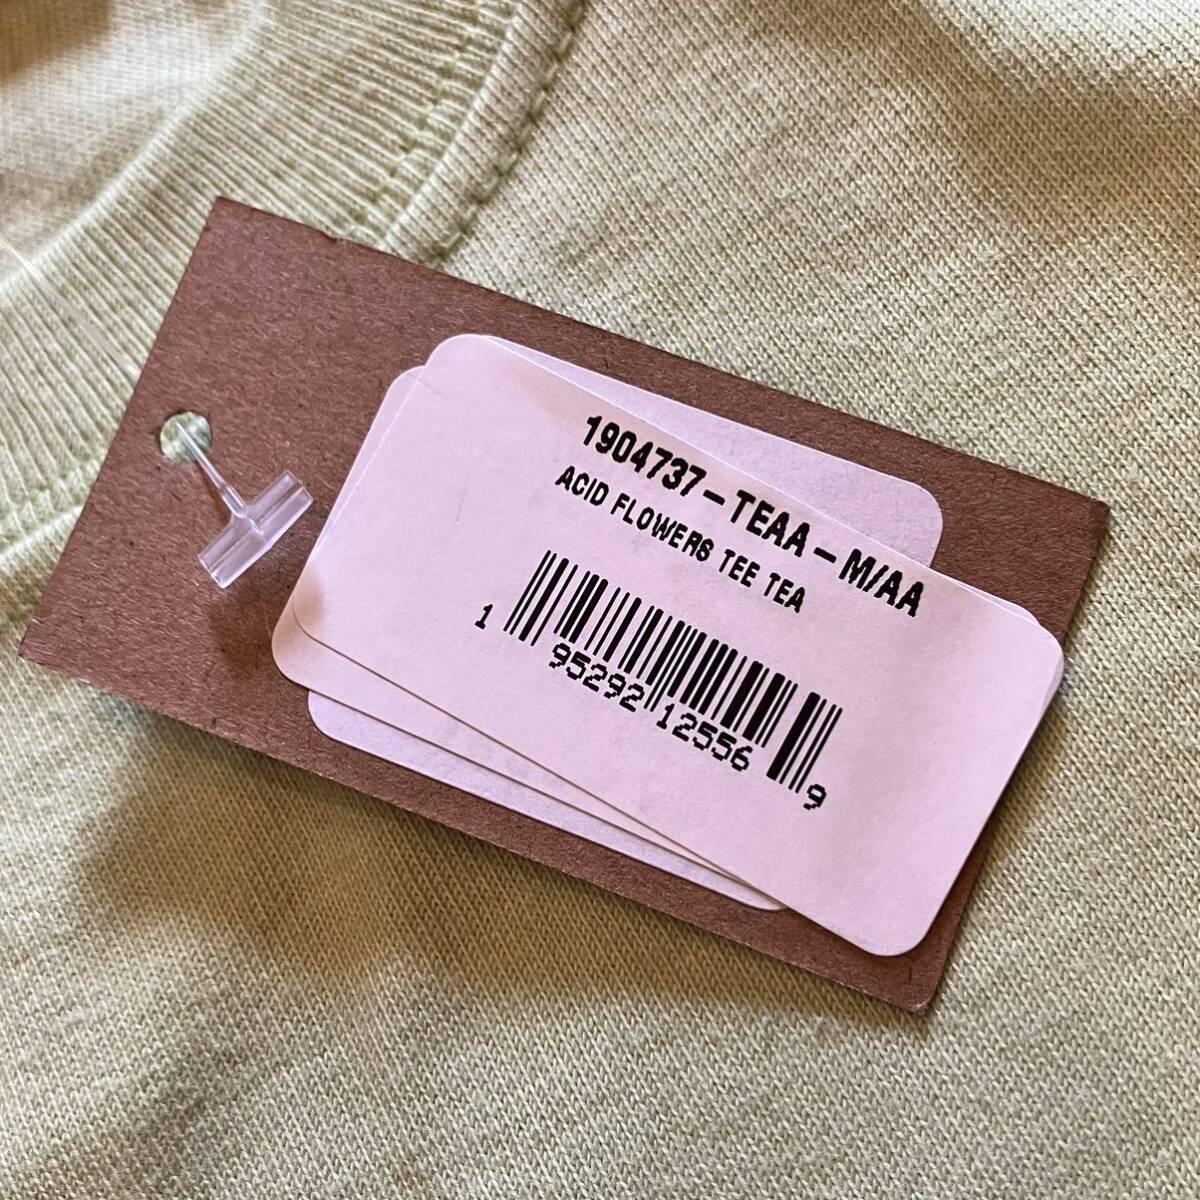 1904737-TEAA-M/AA
ACID FLOWERS TEE TEA
1 95292 12556 9